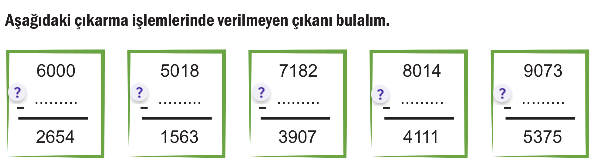 Aşağıdaki çıkarma işlemlerinde verilmeyen çıkanı bulalım.
6000 5018 7182 8014 9073
? ......... ? ......... ? ......... ? ......... ? .........
- - - - -
2654 1563 3907 4111 5375